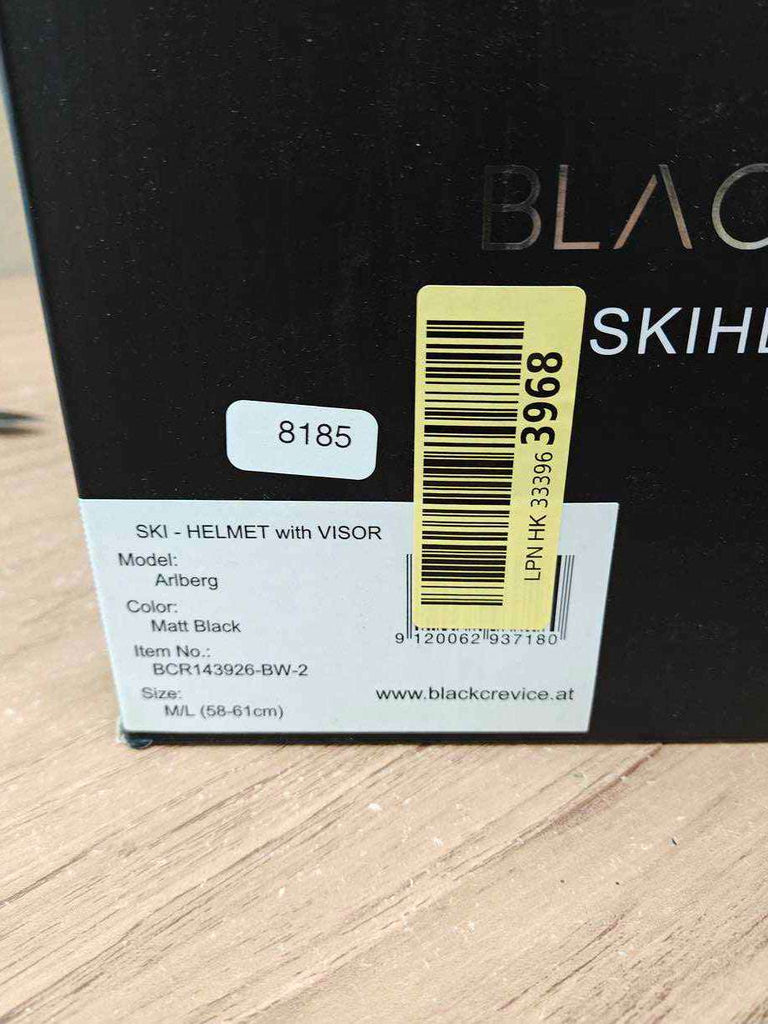 BLAC
SKIHE
8185
LPN HK 33396 3968
SKI - HELMET with VISOR
Model:
Arlberg
Color:
Matt Black
Item No.:
BCR143926-BW-2
Size:
M/L (58-61cm)
9 120062 937180
www.blackcrevice.at